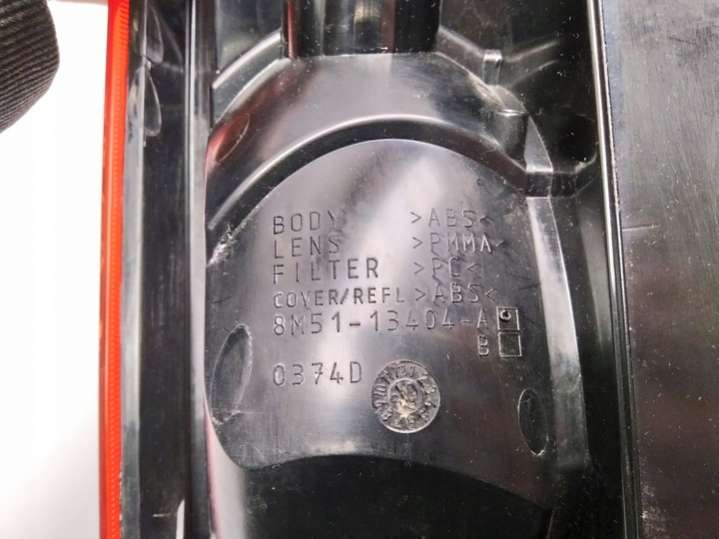 BODY >ABS<
LENS >PMMA<
FILTER >PC<
COVER/REFL >ABS<
8M51-13404-A C
B
0374D